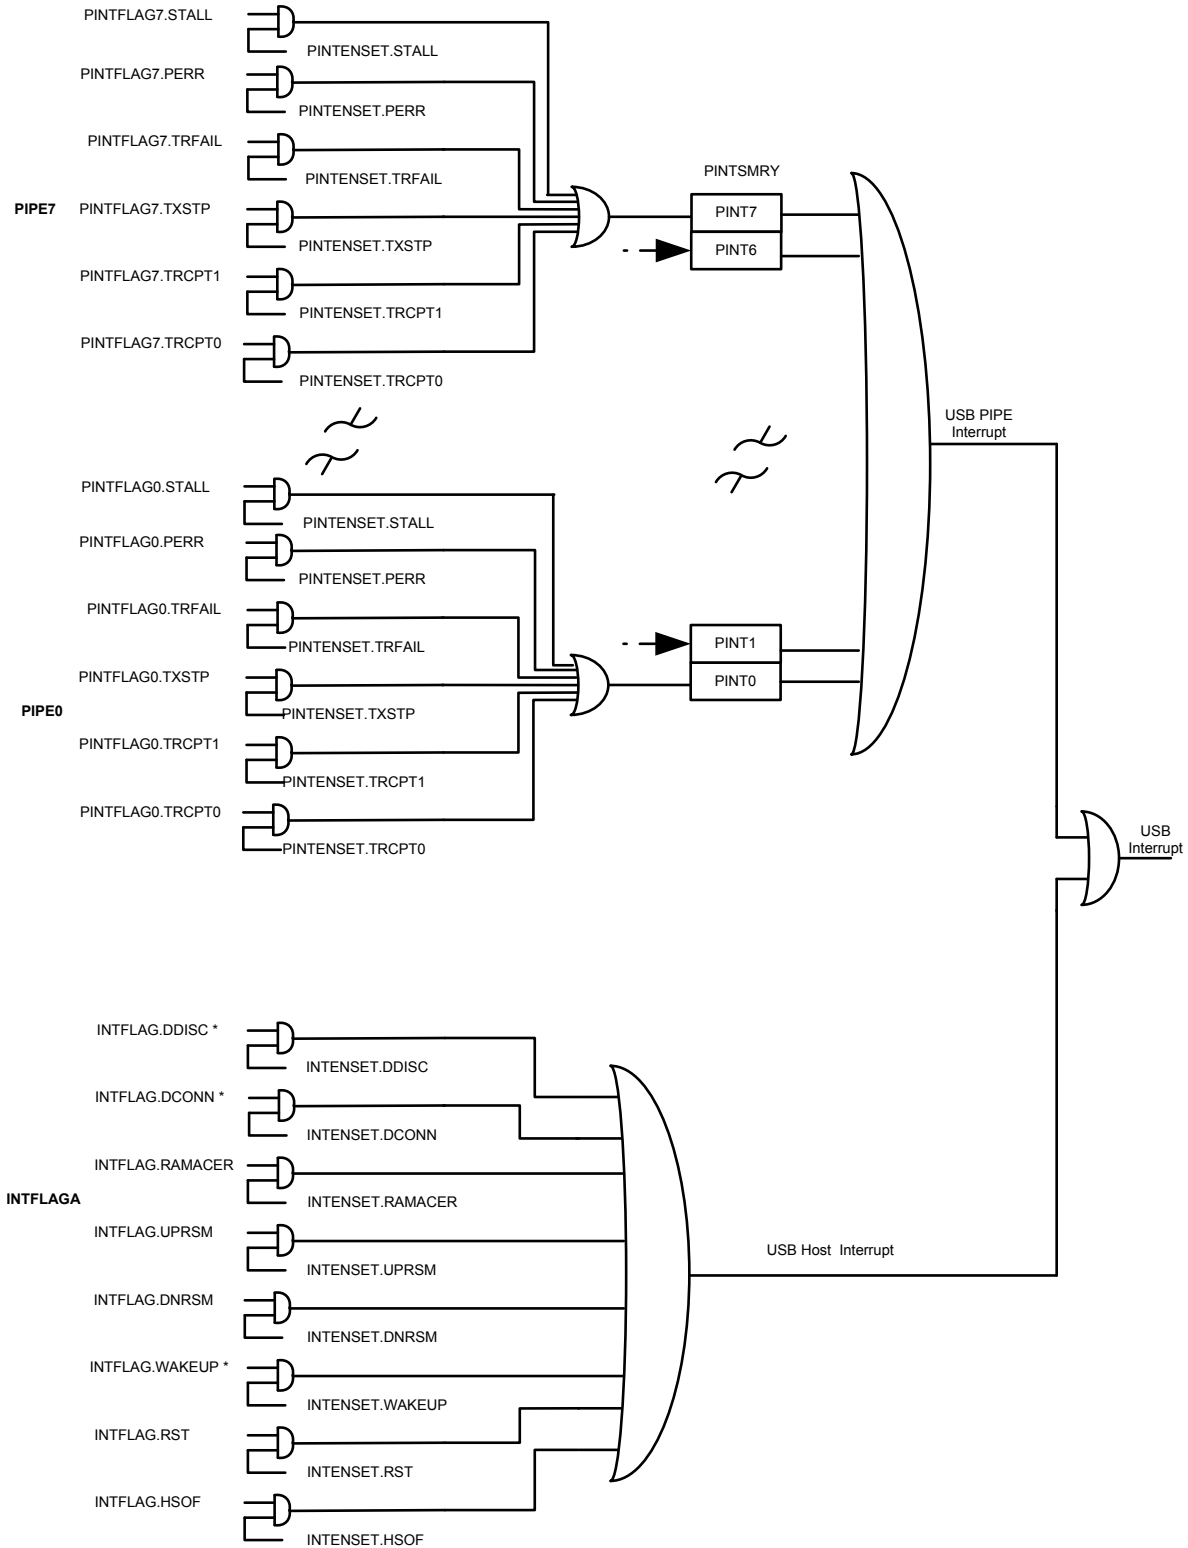 PINTFLAG7.STALL
PINTENSET.STALL
PINTFLAG7.PERR
PINTENSET.PERR
PINTFLAG7.TRFAIL
PINTENSET.TRFAIL
PIPE7
PINTFLAG7.TXSTP
PINTENSET.TXSTP
PINTFLAG7.TRCPT1
PINTENSET.TRCPT1
PINTFLAG7.TRCPT0
PINTENSET.TRCPT0
PINTSMRY
PINT7
PINT6
USB PIPE
Interrupt
PINTFLAG0.STALL
PINTENSET.STALL
PINTFLAG0.PERR
PINTENSET.PERR
PINTFLAG0.TRFAIL
PINTENSET.TRFAIL
PINTFLAG0.TXSTP
PINTENSET.TXSTP
PIPE0
PINTFLAG0.TRCPT1
PINTENSET.TRCPT1
PINTFLAG0.TRCPT0
PINTENSET.TRCPT0
PINT1
PINT0
USB
Interrupt
INTFLAG.DDISC *
INTENSET.DDISC
INTFLAG.DCONN *
INTENSET.DCONN
INTFLAG.RAMACER
INTENSET.RAMACER
INTFLAGA
INTFLAG.UPRSM
INTENSET.UPRSM
INTFLAG.DNRSM
INTENSET.DNRSM
INTFLAG.WAKEUP *
INTENSET.WAKEUP
INTFLAG.RST
INTENSET.RST
INTFLAG.HSOF
INTENSET.HSOF
USB Host Interrupt